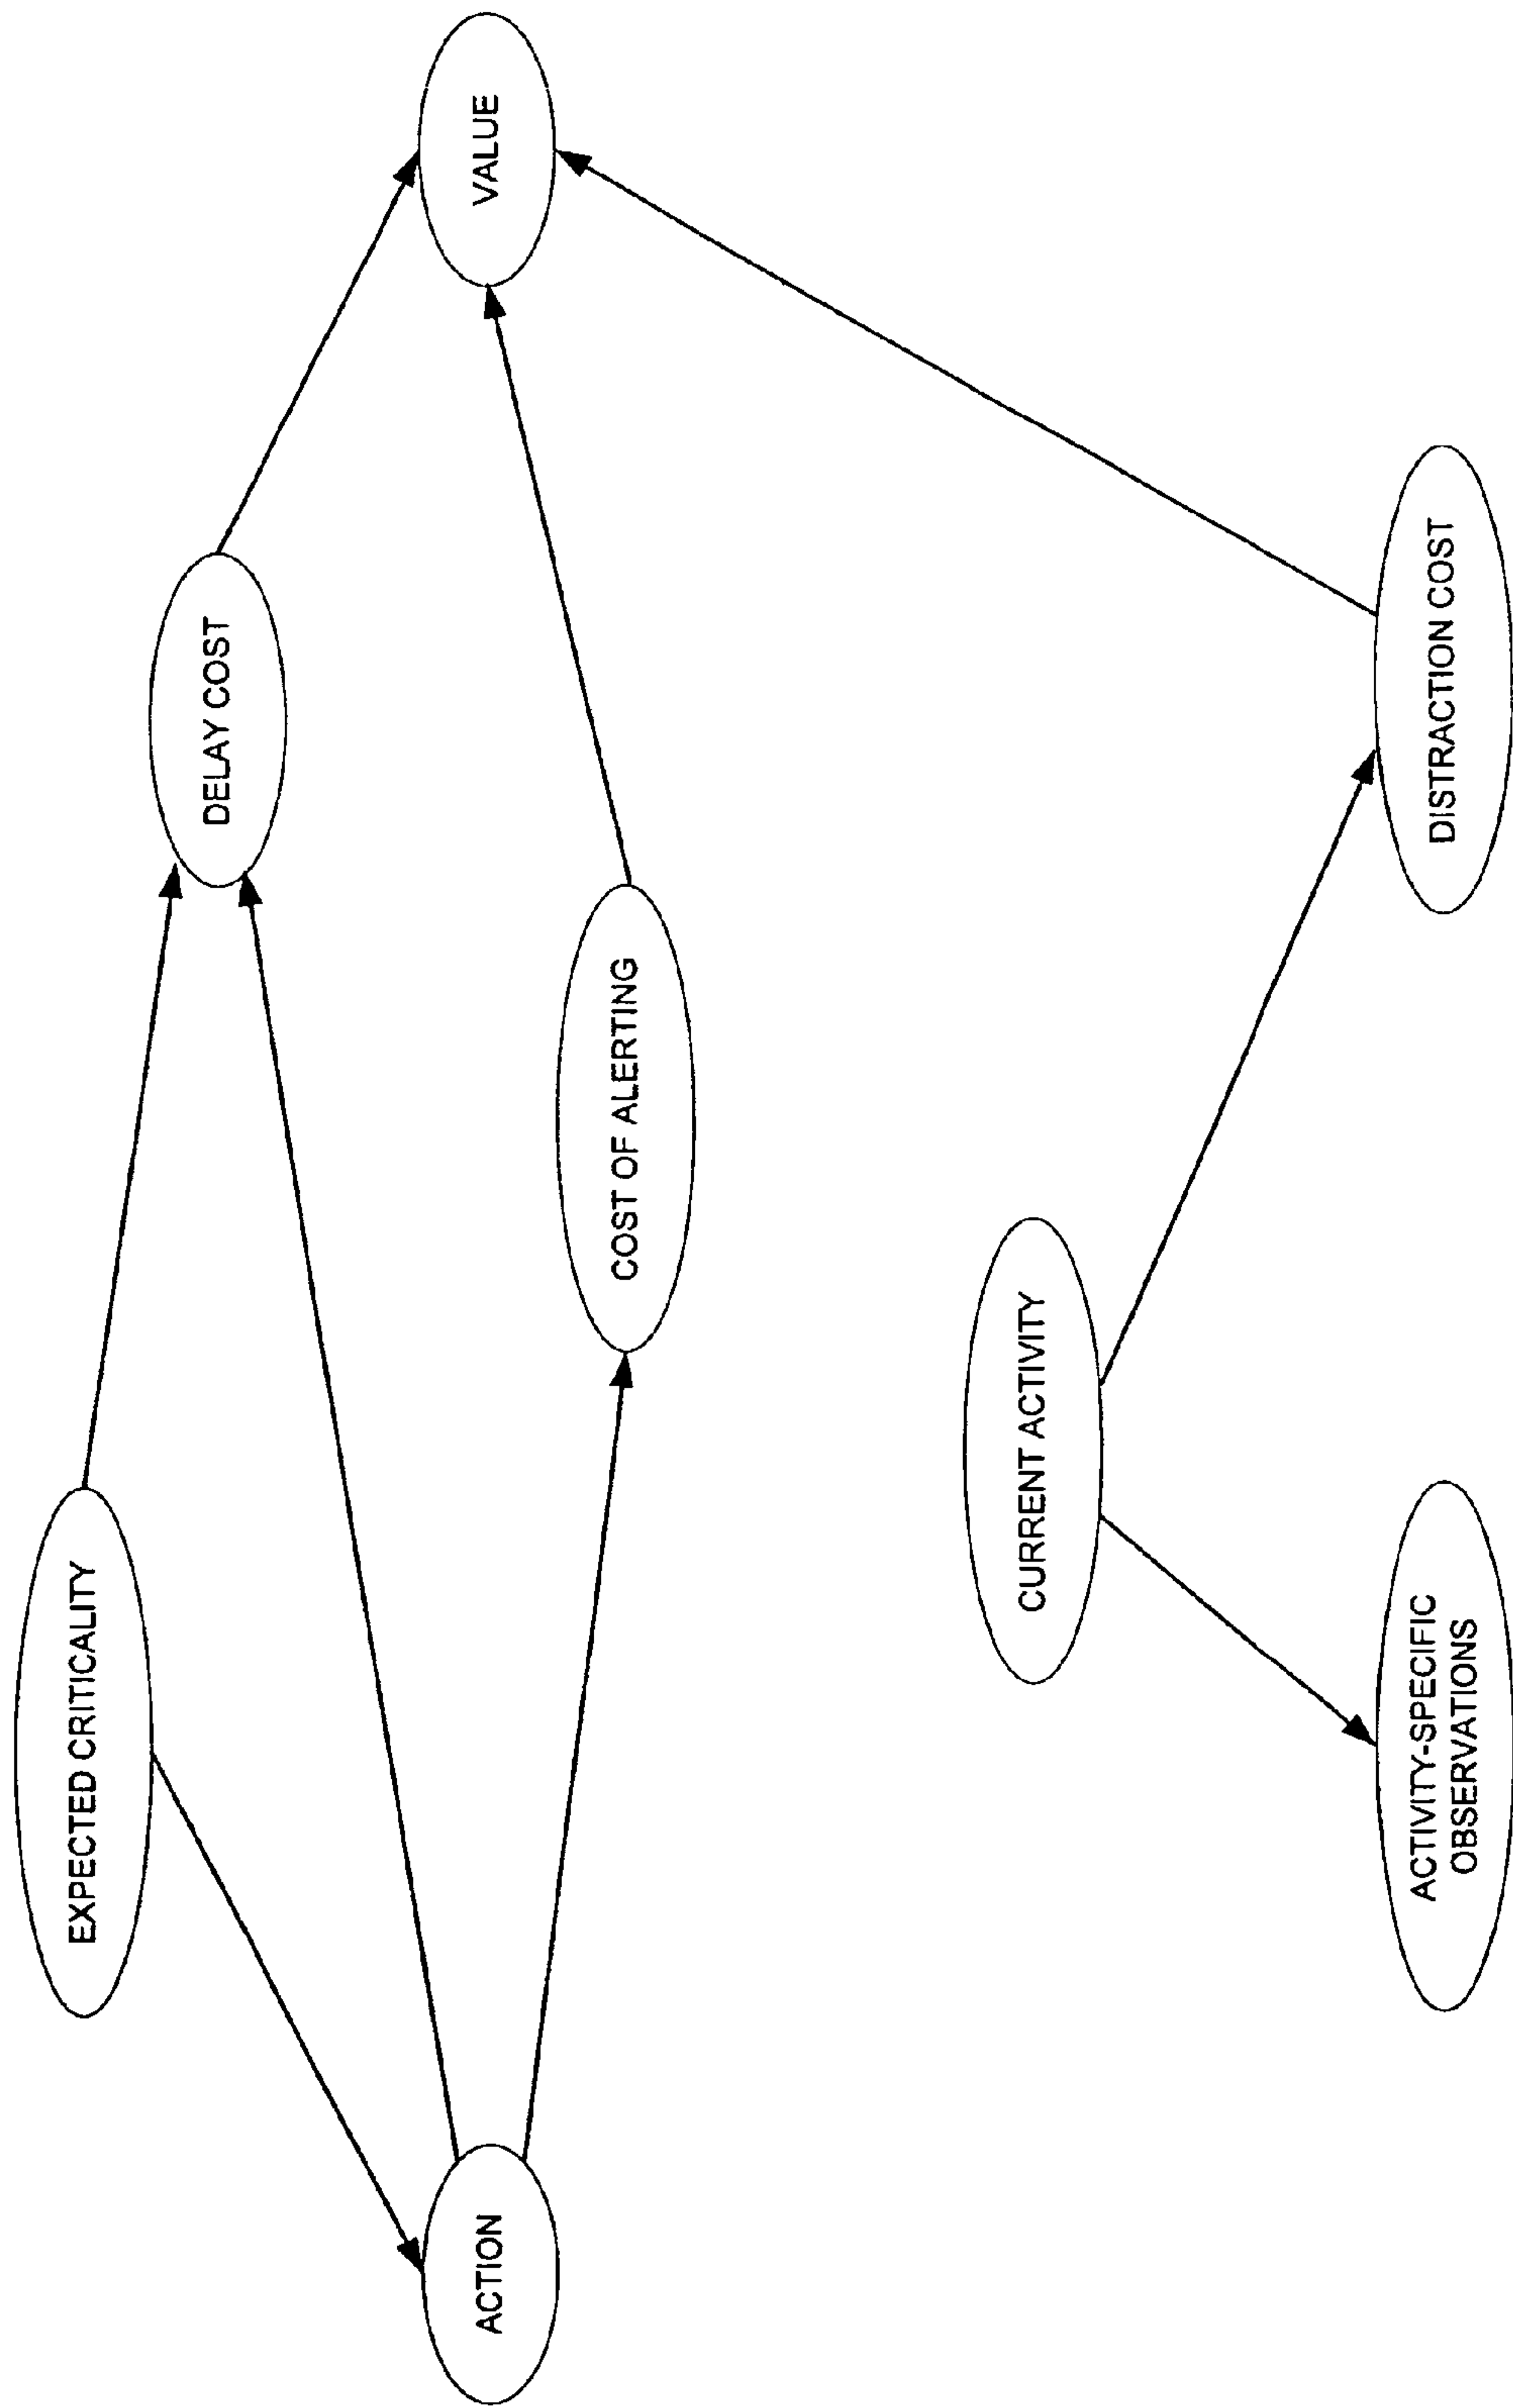 EXPECTED CRITICALITY
DELAY COST
ACTION
VALUE
COST OF ALERTING
CURRENT ACTIVITY
ACTIVITY-SPECIFIC
OBSERVATIONS
DISTRACTION COST